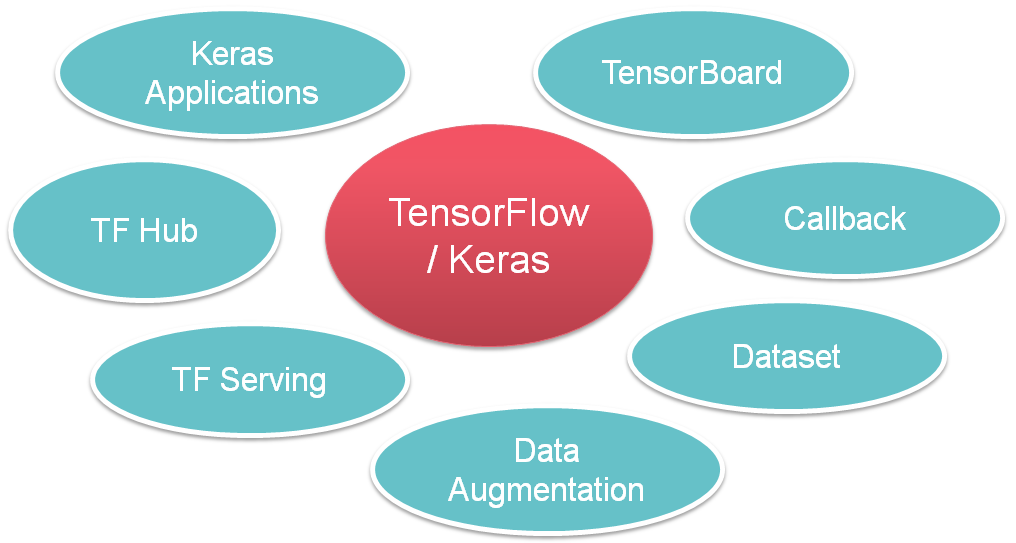 Keras
Applications
TensorBoard
TF Hub
TensorFlow
/ Keras
Callback
TF Serving
Dataset
Data
Augmentation